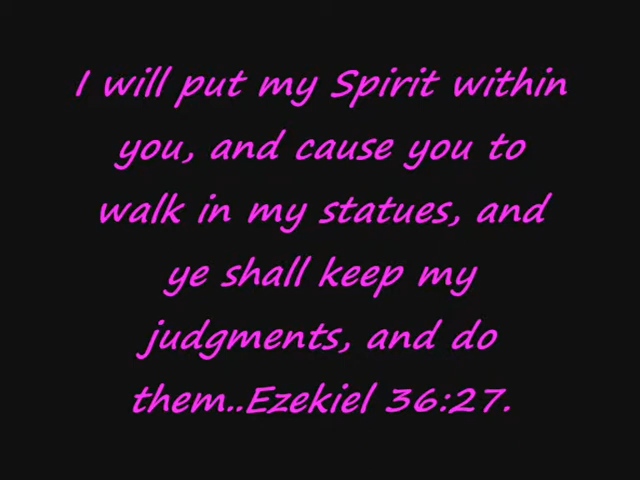 I will put my Spirit within
you, and cause you to
walk in my statues, and
ye shall keep my
judgments, and do
them..Ezekiel 36:27.